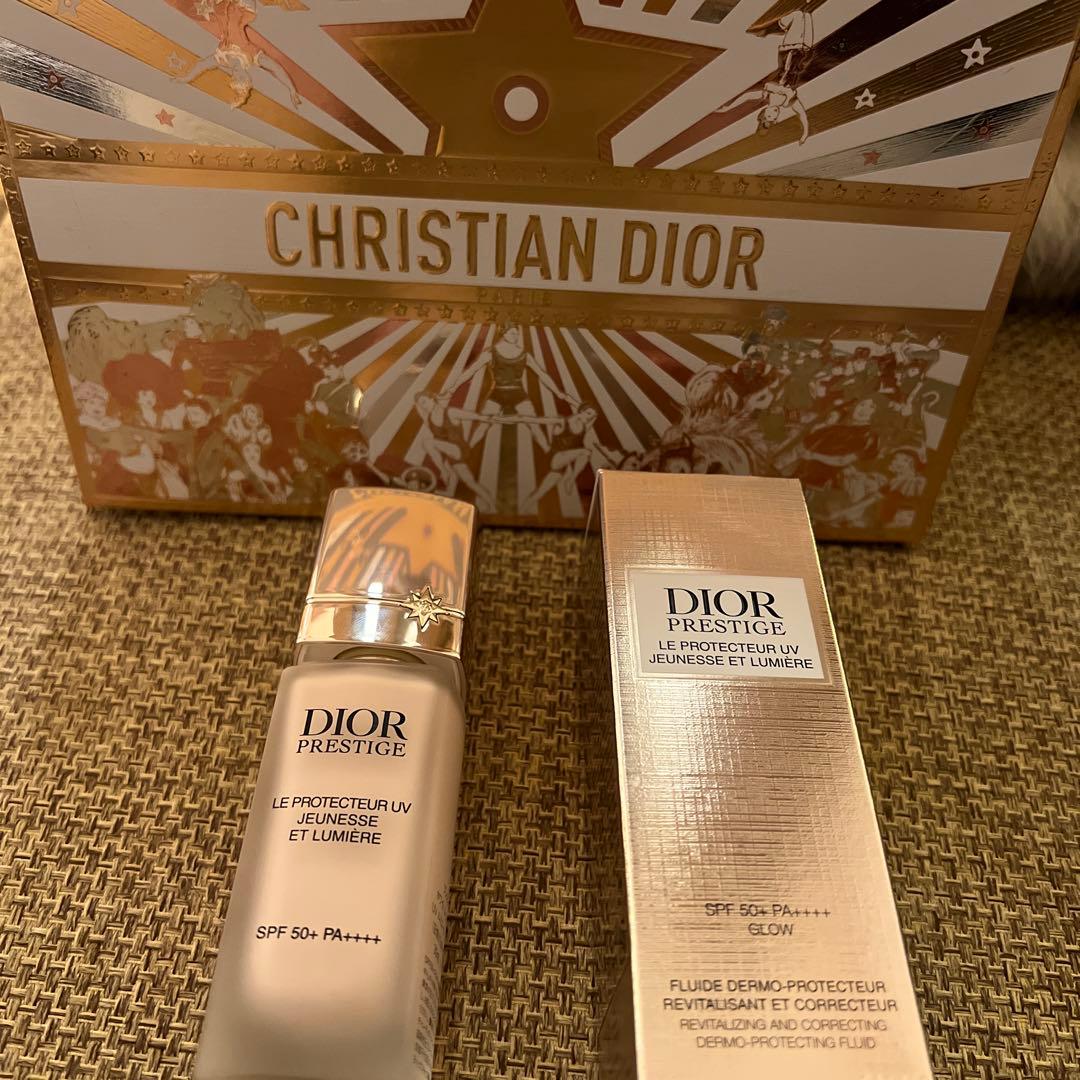 CHRISTIAN DIOR
PARIS
DIOR
PRESTIGE
LE PROTECTEUR UV
JEUNESSE
ET LUMIÈRE
SPF 50+ PA++++
DIOR
PRESTIGE
LE PROTECTEUR UV
JEUNESSE ET LUMIÈRE
SPF 50+ PA++++
GLOW
FLUIDE DERMO-PROTECTEUR
REVITALISANT ET CORRECTEUR
REVITALIZING AND CORRECTING
DERMO-PROTECTING FLUID